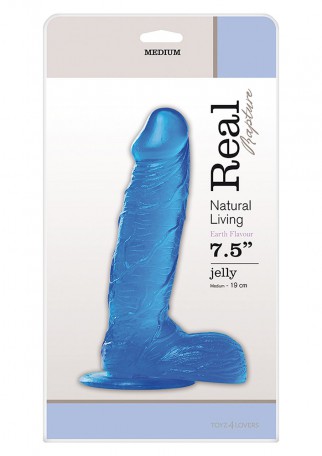 MEDIUM
Real
Rapture
Natural
Living
Earth Flavour
7.5”
jelly
Medium - 19 cm
TOYS4LOVERS